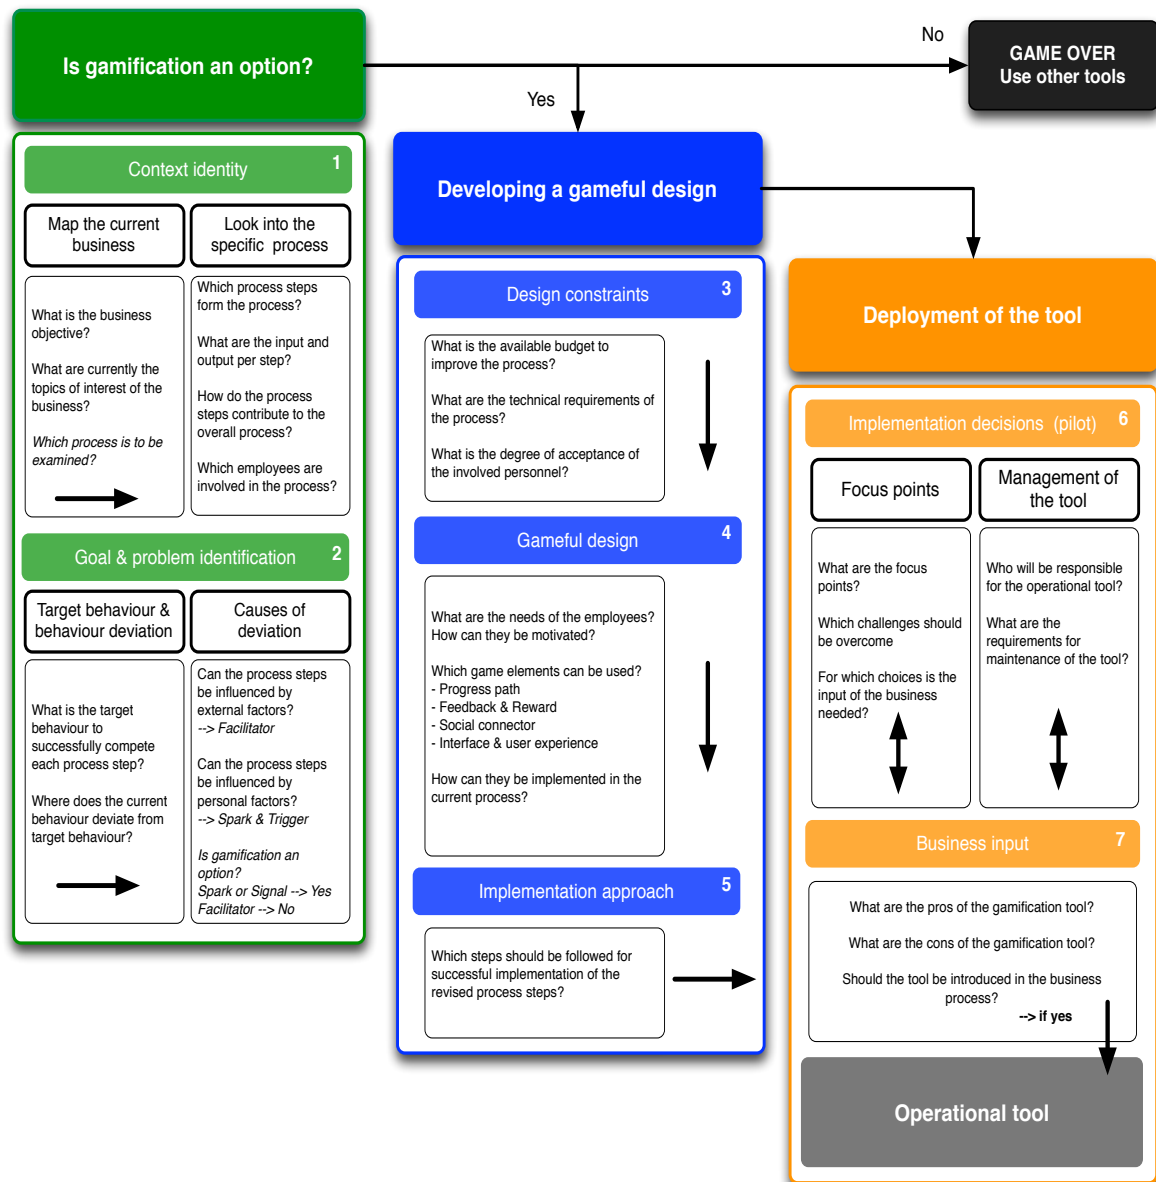 Is gamification an option?
No
GAME OVER
Use other tools
Yes
Context identity
1
Map the current
business
Look into the
specific process
What is the business
objective?
What are currently the
topics of interest of the
business?
Which process is to be
examined?
Which process steps
form the process?
What are the input and
output per step?
How do the process
steps contribute to the
overall process?
Which employees are
involved in the process?
Goal & problem identification
2
Target behaviour &
behaviour deviation
Causes of
deviation
What is the target
behaviour to
successfully compete
each process step?
Where does the current
behaviour deviate from
target behaviour?
Can the process steps
be influenced by
external factors?
--> Facilitator
Can the process steps
be influenced by
personal factors?
--> Spark & Trigger
Is gamification an
option?
Spark or Signal --> Yes
Facilitator --> No
Developing a gameful design
Design constraints
3
What is the available budget to
improve the process?
What are the technical requirements of
the process?
What is the degree of acceptance of
the involved personnel?
Gameful design
4
What are the needs of the employees?
How can they be motivated?
Which game elements can be used?
- Progress path
- Feedback & Reward
- Social connector
- Interface & user experience
How can they be implemented in the
current process?
Implementation approach
5
Which steps should be followed for
successful implementation of the
revised process steps?
Deployment of the tool
Implementation decisions (pilot)
6
Focus points
Management of
the tool
What are the focus
points?
Which challenges should
be overcome
For which choices is the
input of the business
needed?
Who will be responsible
for the operational tool?
What are the
requirements for
maintenance of the tool?
Business input
7
What are the pros of the gamification tool?
What are the cons of the gamification tool?
Should the tool be introduced in the business
process?
--> if yes
Operational tool